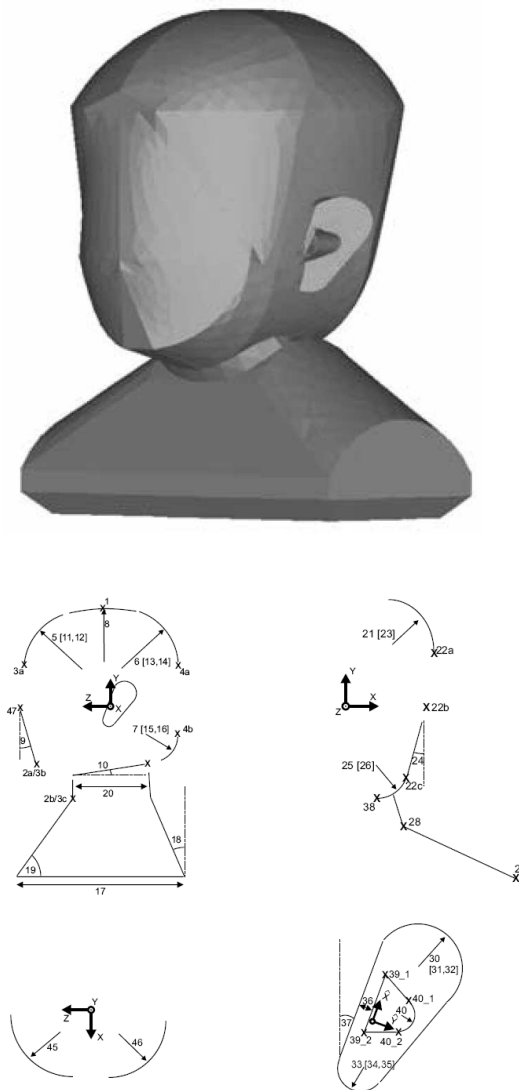 1
8
5 [11,12]
6 [13,14]
3a
4a
Y
Z
X
47
9
7 [15,16]
4b
2a/3b
10
20
2b/3c
18
19
17
21 [23]
22a
Y
X
Z
22b
24
25 [26]
22c
38
28
Y
Z
X
45
46
30
[31,32]
39_1
40_1
36
40
37
39_2
40_2
33,[34,35]